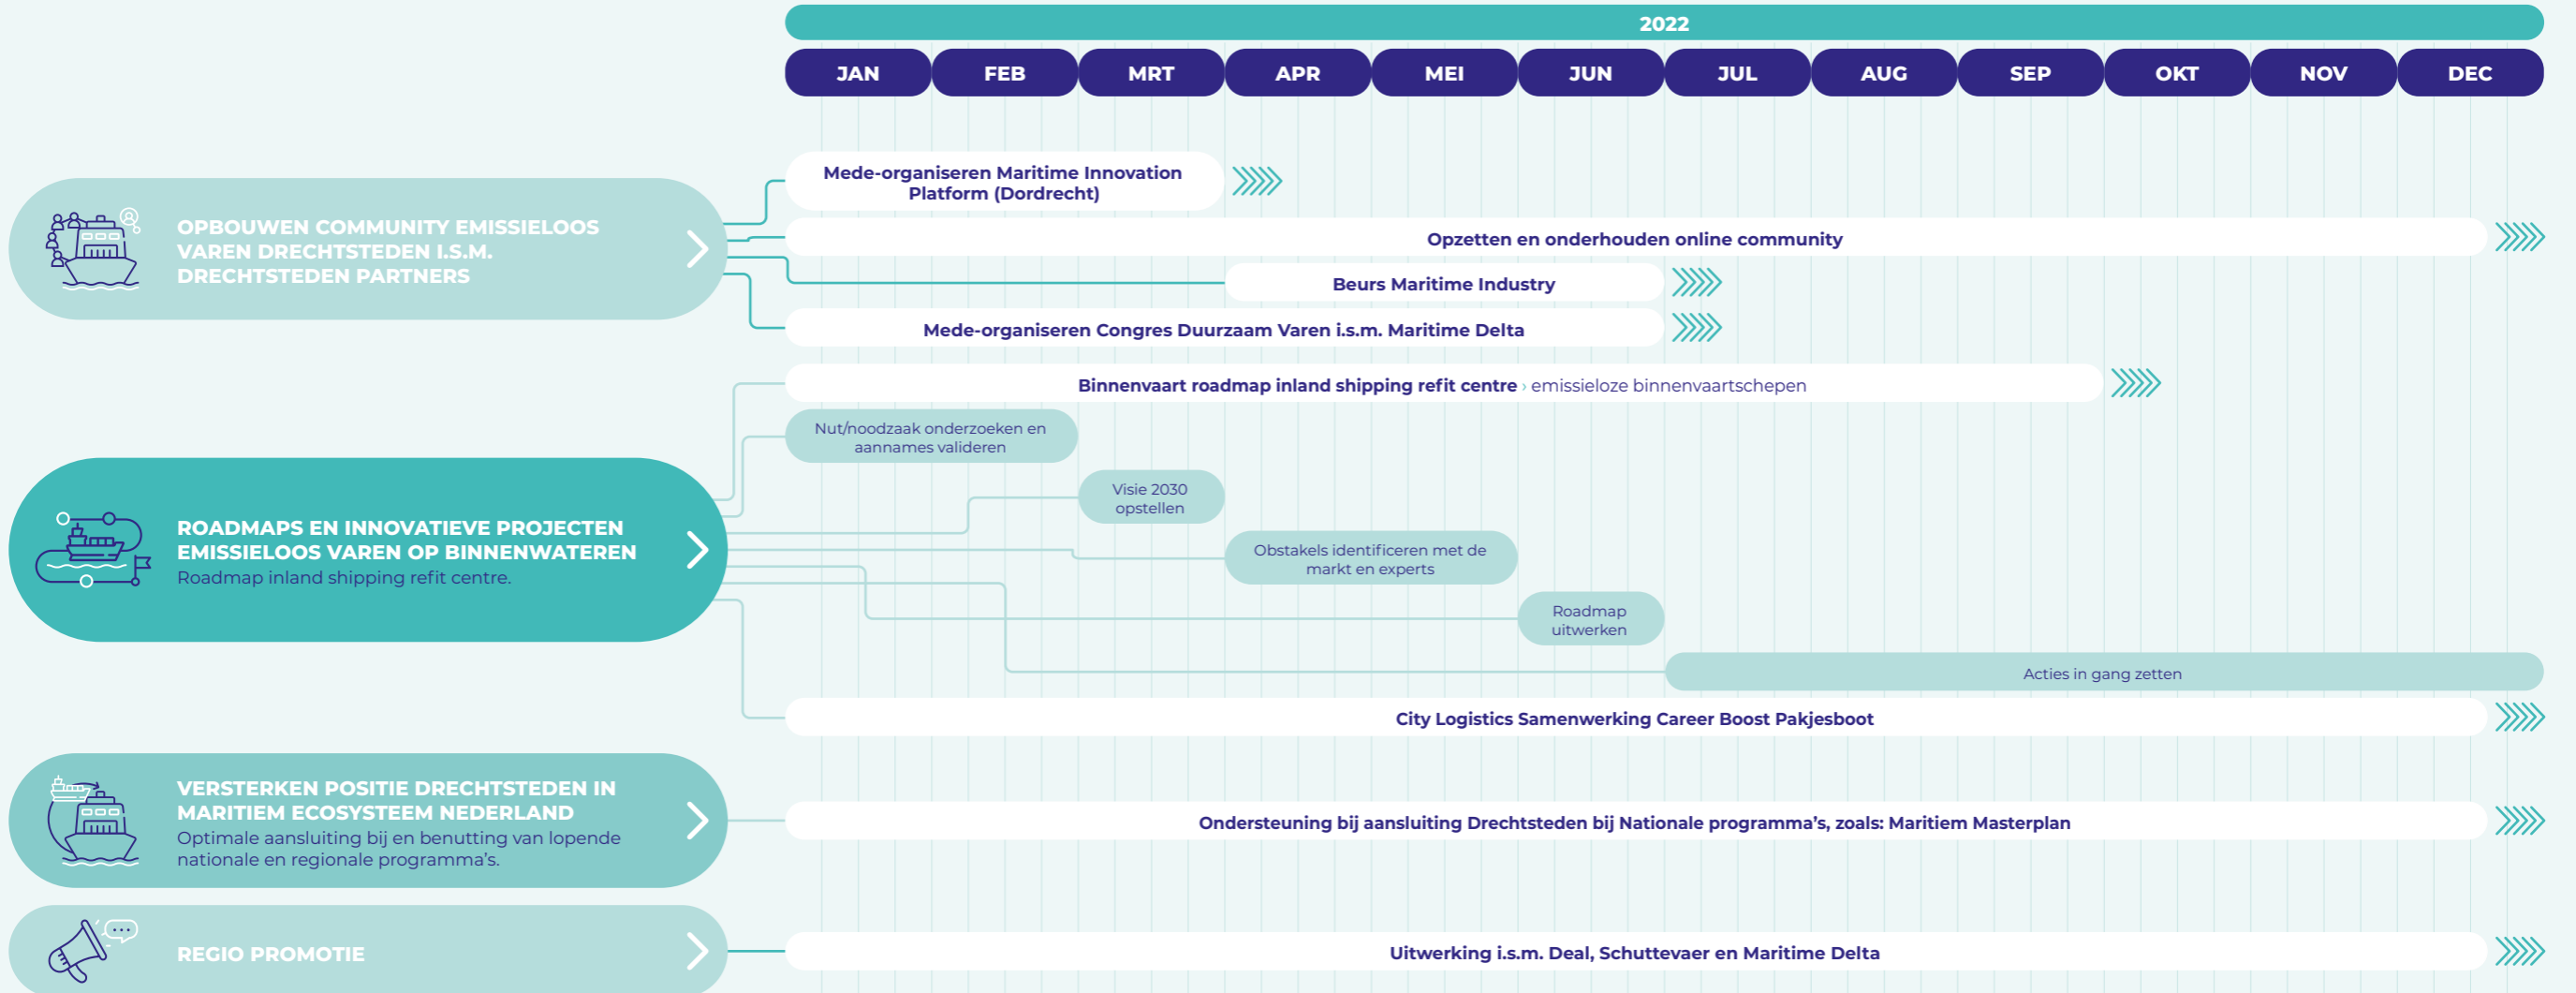 2022
JAN FEB MRT APR MEI JUN JUL AUG SEP OKT NOV DEC
OPBOUWEN COMMUNITY EMISSIELOOS
VAREN DRECHTSTEDEN I.S.M.
DRECHTSTEDEN PARTNERS
Mede-organiseren Maritime Innovation
Platform (Dordrecht)
Opzetten en onderhouden online community
Beurs Maritime Industry
Mede-organiseren Congres Duurzaam Varen i.s.m. Maritime Delta
ROADMAPS EN INNOVATIEVE PROJECTEN
EMISSIELOOS VAREN OP BINNENWATEREN
Roadmap inland shipping refit centre.
Binnenvaart roadmap inland shipping refit centre › emissieloze binnenvaartschepen
Nut/noodzaak onderzoeken en
aannames valideren
Visie 2030
opstellen
Obstakels identificeren met de
markt en experts
Roadmap
uitwerken
Acties in gang zetten
City Logistics Samenwerking Career Boost Pakjesboot
VERSTERKEN POSITIE DRECHTSTEDEN IN
MARITIEM ECOSYSTEEM NEDERLAND
Optimale aansluiting bij en benutting van lopende
nationale en regionale programma's.
Ondersteuning bij aansluiting Drechtsteden bij Nationale programma's, zoals: Maritiem Masterplan
REGIO PROMOTIE
Uitwerking i.s.m. Deal, Schuttevaer en Maritime Delta